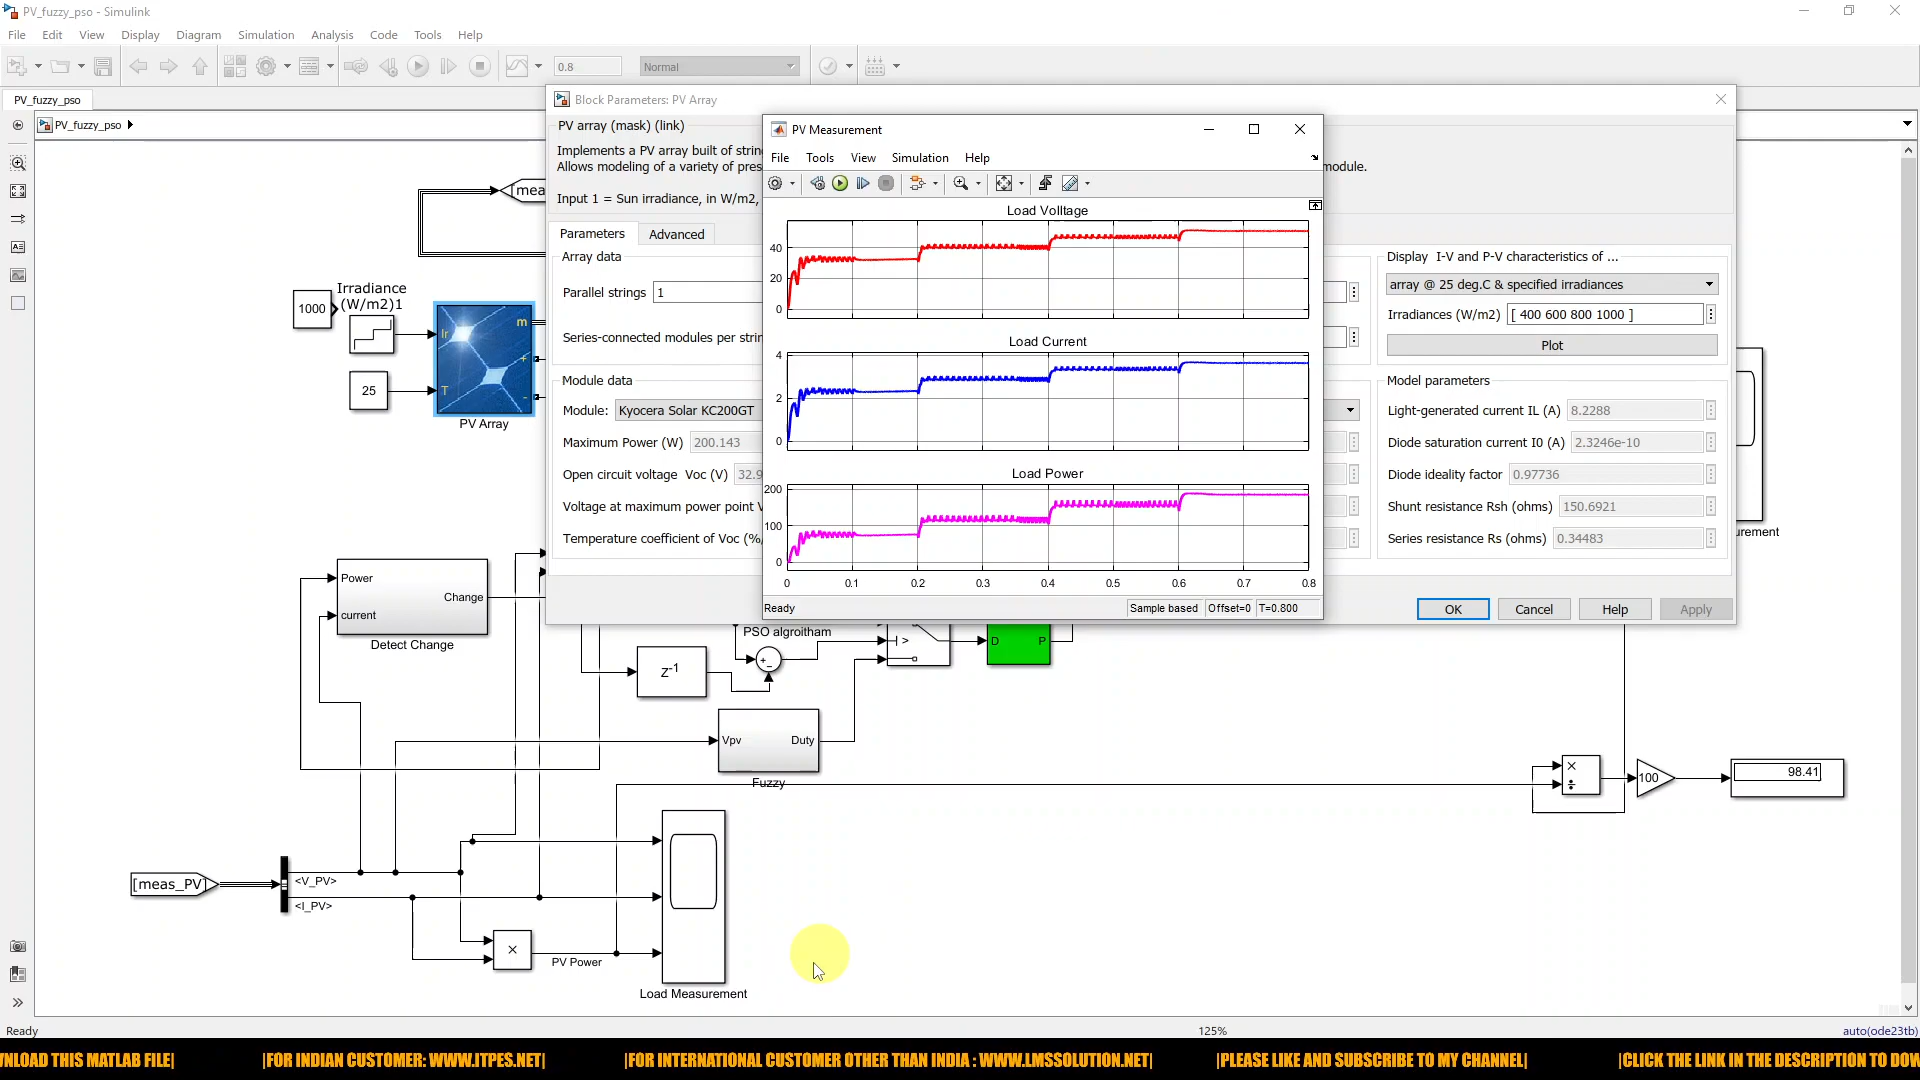 PV_fuzzy_pso - Simulink
File Edit View Display Diagram Simulation Analysis Code Tools Help
0.8 Normal
PV_fuzzy_pso
PV_fuzzy_pso
Block Parameters: PV Array
PV array (mask) (link)
Implements a PV array built of strin
Allows modeling of a variety of pres
module.
Input 1 = Sun irradiance, in W/m2,
Parameters Advanced
Array data
Parallel strings 1
Series-connected modules per strin
Module data
Module: Kyocera Solar KC200GT
Maximum Power (W) 200.143
Open circuit voltage Voc (V) 32.9
Voltage at maximum power point V
Temperature coefficient of Voc (%/
Display I-V and P-V characteristics of ...
array @ 25 deg.C & specified irradiances
Irradiances (W/m2) [ 400 600 800 1000 ]
Plot
Model parameters
Light-generated current IL (A) 8.2288
Diode saturation current I0 (A) 2.3246e-10
Diode ideality factor 0.97736
Shunt resistance Rsh (ohms) 150.6921
Series resistance Rs (ohms) 0.34483
OK Cancel Help Apply
PV Measurement
File Tools View Simulation Help
Load Volltage
40
20
0
Load Current
4
2
0
Load Power
200
100
0
0 0.1 0.2 0.3 0.4 0.5 0.6 0.7 0.8
Ready
Sample based Offset=0 T=0.800
[mea
Irradiance
(W/m2)1
1000
25
Ir
T
m
+
-
PV Array
urement
Power
current
Change
Detect Change
PSO algroitham
z-1
+
-
>
D P
Vpv Duty
Fuzzy
×
÷
100
98.41
[meas_PV]
<V_PV>
<I_PV>
×
PV Power
Load Measurement
Ready
125%
auto(ode23tb)
WNLOAD THIS MATLAB FILE| |FOR INDIAN CUSTOMER: WWW.ITPES.NET| |FOR INTERNATIONAL CUSTOMER OTHER THAN INDIA : WWW.LMSSOLUTION.NET| |PLEASE LIKE AND SUBSCRIBE TO MY CHANNEL| |CLICK THE LINK IN THE DESCRIPTION TO DOW